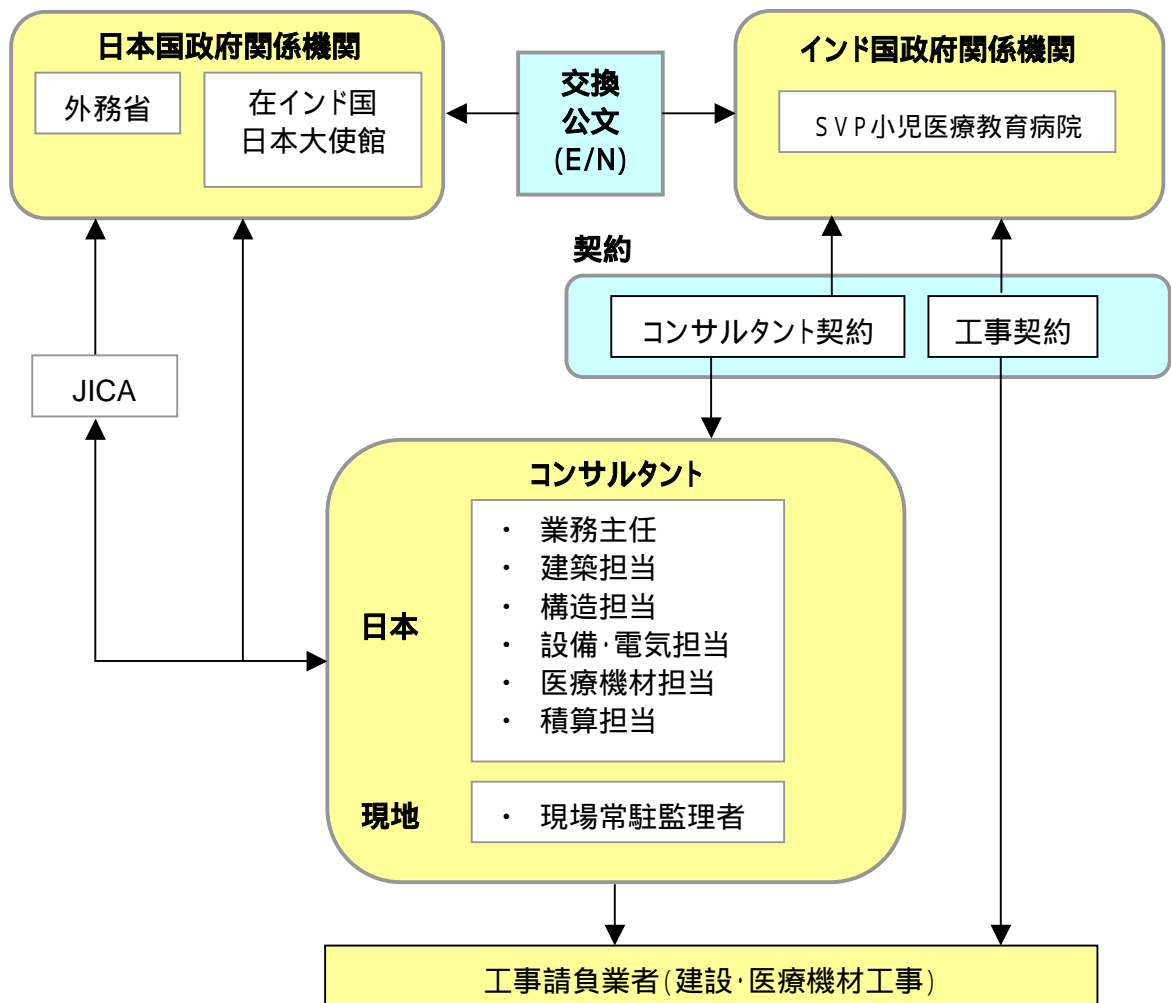 日本国政府関係機関
外務省
在インド国
日本大使館
交換
公文
(E/N)
インド国政府関係機関
SVP小児医療教育病院
契約
コンサルタント契約
工事契約
JICA
コンサルタント
日本
・ 業務主任
・ 建築担当
・ 構造担当
・ 設備･電気担当
・ 医療機材担当
・ 積算担当
現地
・ 現場常駐監理者
工事請負業者(建設･医療機材工事)